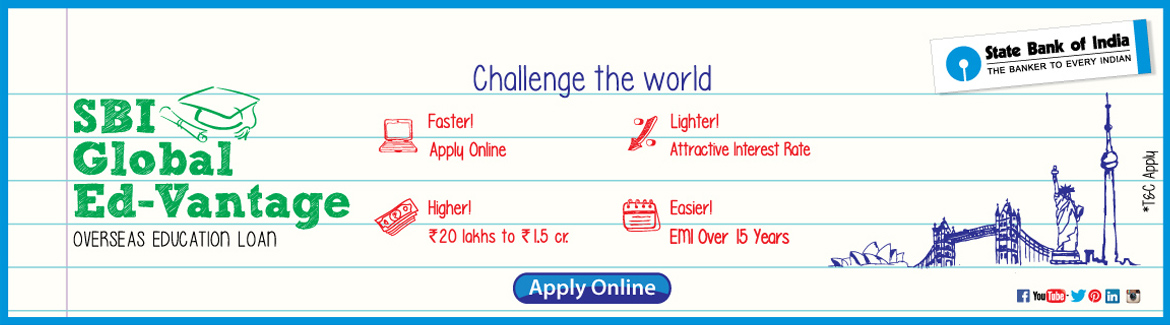 State Bank of India
THE BANKER TO EVERY INDIAN
Challenge the world
SBI
Global
Ed-Vantage
OVERSEAS EDUCATION LOAN
Faster!
Apply Online
Lighter!
Attractive Interest Rate
Higher!
₹20 lakhs to ₹1.5 cr.
Easier!
EMI Over 15 Years
*T&C Apply
Apply Online
YouTube